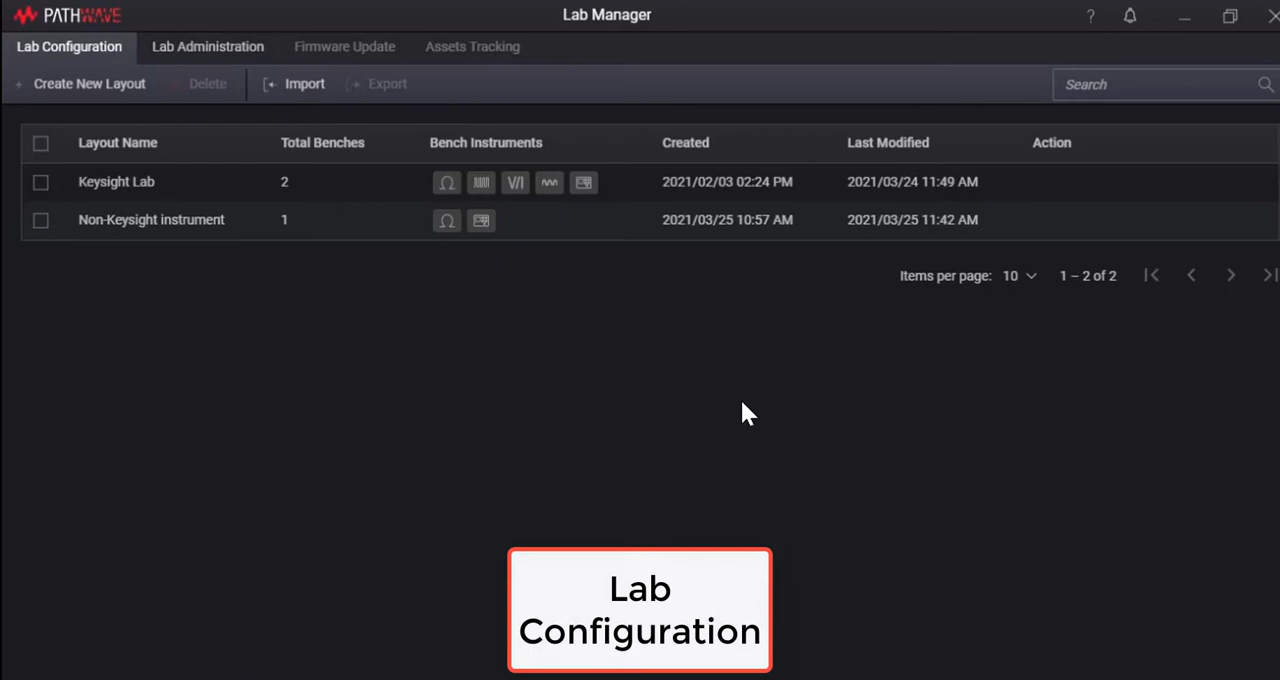 PATHWAVE Lab Manager ?
Lab Configuration Lab Administration Firmware Update Assets Tracking
+ Create New Layout Delete Import Export Search
Layout Name Total Benches Bench Instruments Created Last Modified Action
Keysight Lab 2 Ω V/I 2021/02/03 02:24 PM 2021/03/24 11:49 AM
Non-Keysight instrument 1 Ω 2021/03/25 10:57 AM 2021/03/25 11:42 AM
Items per page: 10 1 – 2 of 2
Lab
Configuration